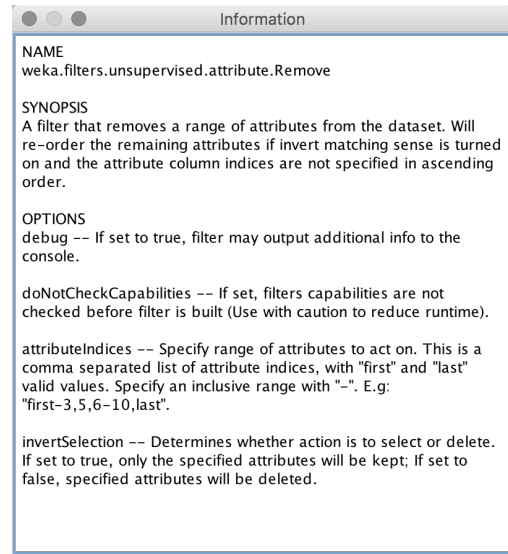 Information
NAME
weka.filters.unsupervised.attribute.Remove
SYNOPSIS
A filter that removes a range of attributes from the dataset. Will
re-order the remaining attributes if invert matching sense is turned
on and the attribute column indices are not specified in ascending
order.
OPTIONS
debug -- If set to true, filter may output additional info to the
console.
doNotCheckCapabilities -- If set, filters capabilities are not
checked before filter is built (Use with caution to reduce runtime).
attributeIndices -- Specify range of attributes to act on. This is a
comma separated list of attribute indices, with "first" and "last"
valid values. Specify an inclusive range with "-". E.g:
"first-3,5,6-10,last".
invertSelection -- Determines whether action is to select or delete.
If set to true, only the specified attributes will be kept; If set to
false, specified attributes will be deleted.